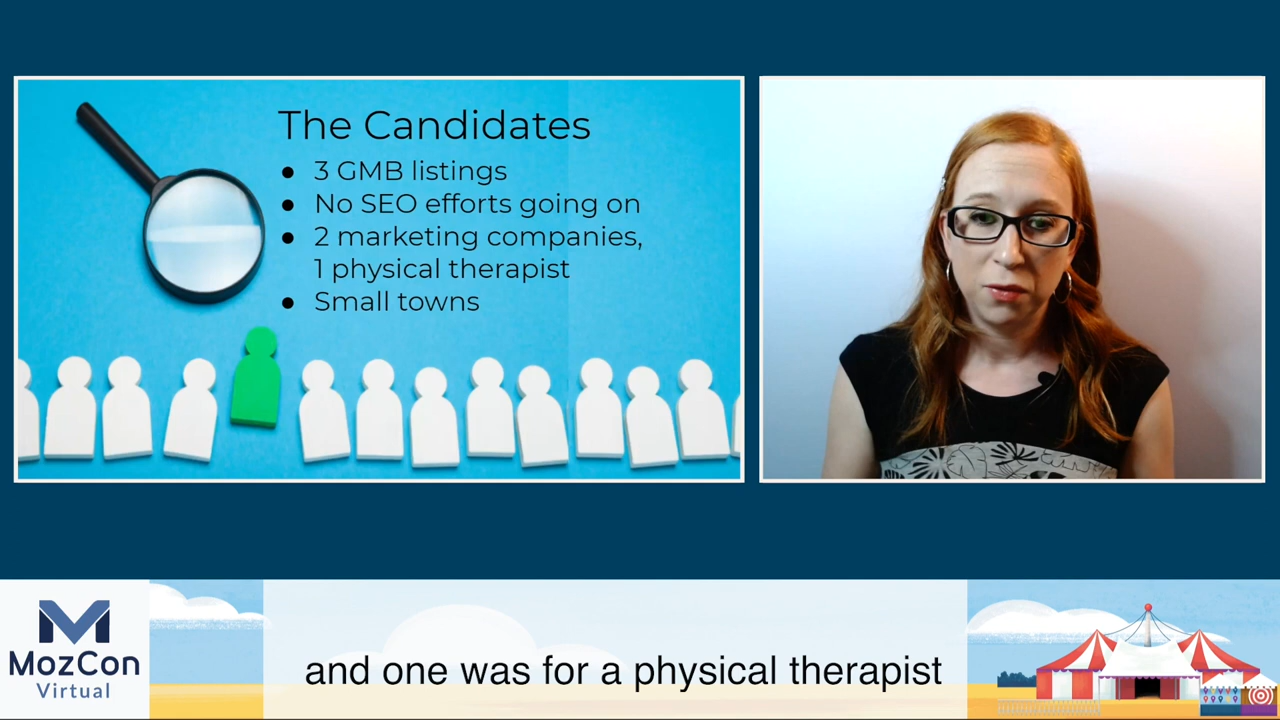 The Candidates
● 3 GMB listings
● No SEO efforts going on
● 2 marketing companies,
1 physical therapist
● Small towns
MozCon
Virtual
and one was for a physical therapist